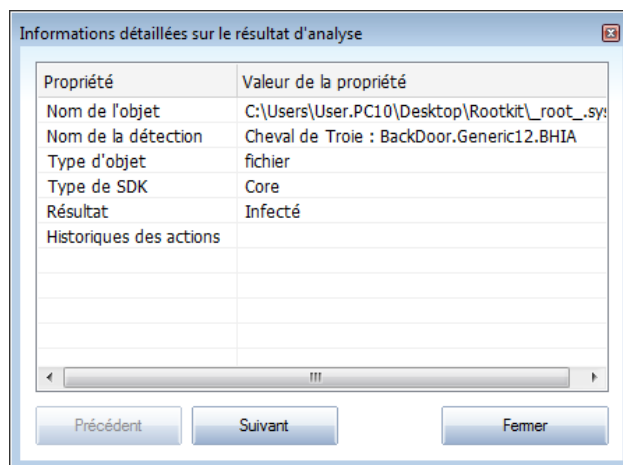 Informations détaillées sur le résultat d'analyse
Propriété Valeur de la propriété
Nom de l'objet C:\Users\User.PC10\Desktop\Rootkit\_root_.sy
Nom de la détection Cheval de Troie : BackDoor.Generic12.BHIA
Type d'objet fichier
Type de SDK Core
Résultat Infecté
Historiques des actions
Précédent Suivant Fermer